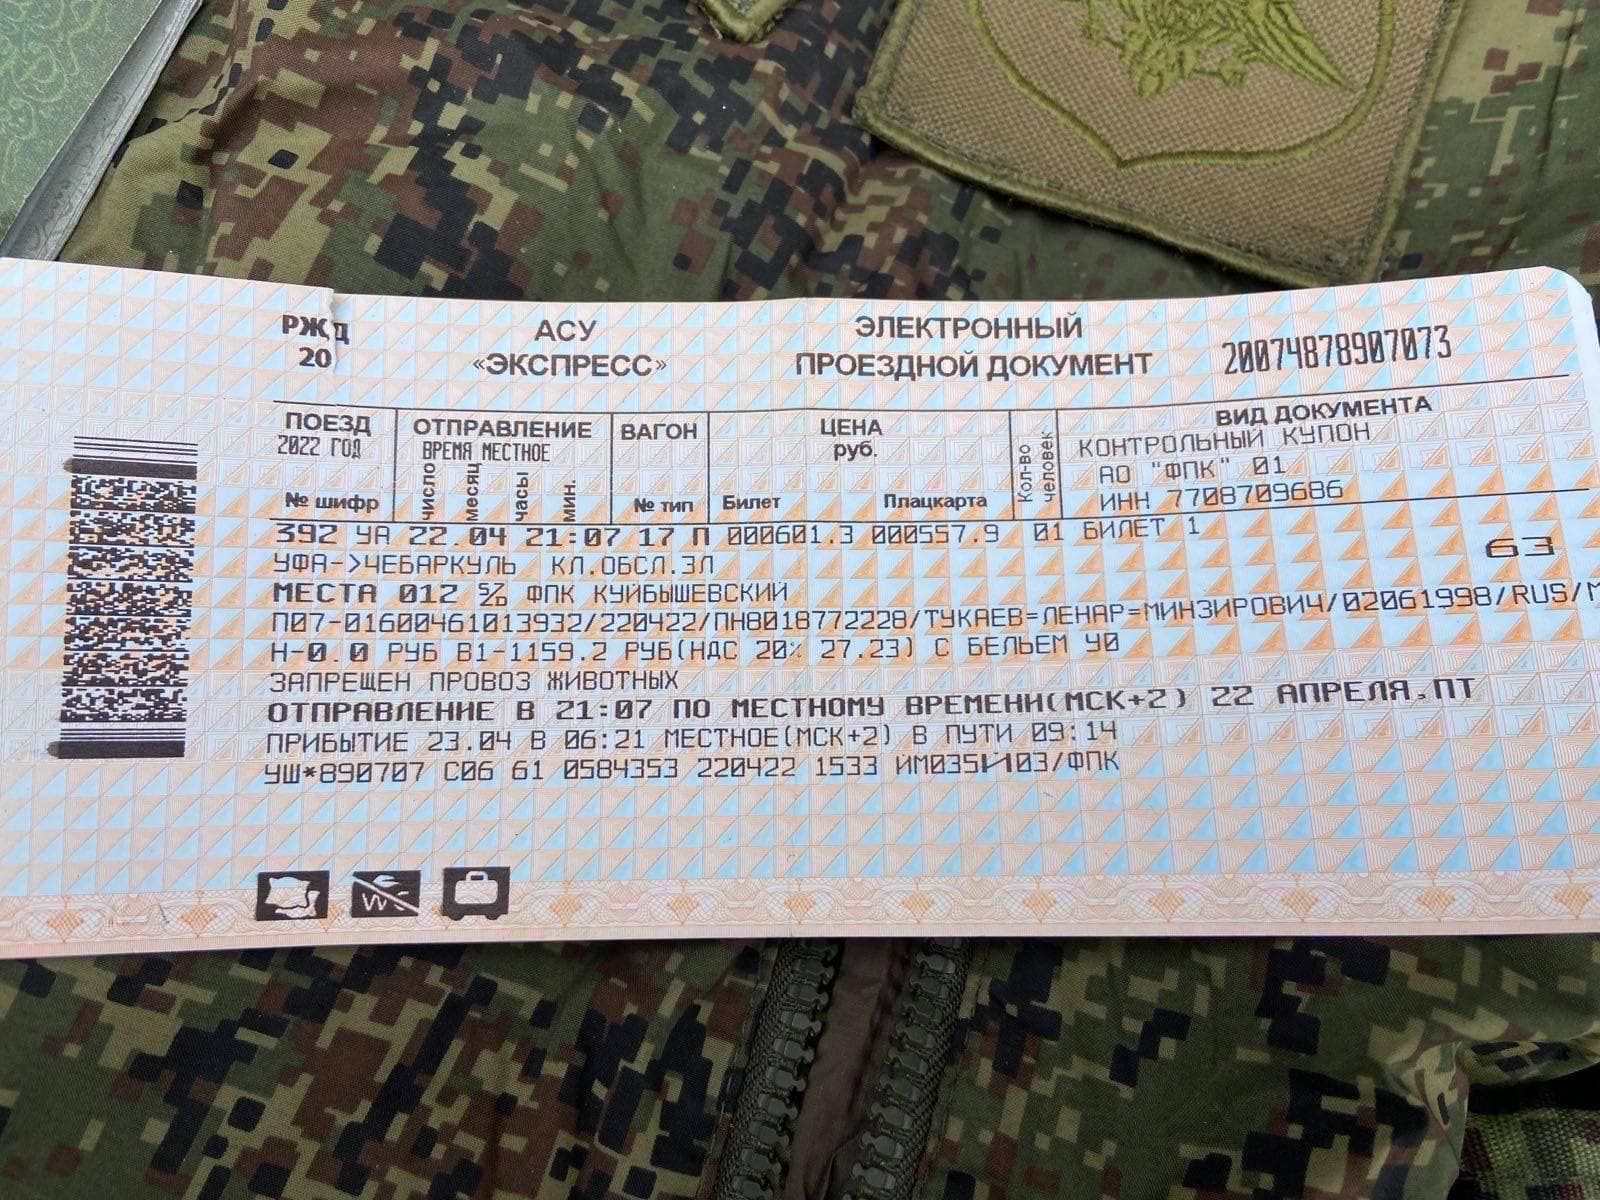 РЖД АСУ ЭЛЕКТРОННЫЙ
20 «ЭКСПРЕСС» ПРОЕЗДНОЙ ДОКУМЕНТ 20074878907073
ПОЕЗД ОТПРАВЛЕНИЕ ВАГОН ЦЕНА Кол-во человек ВИД ДОКУМЕНТА
2022 ГОД ВРЕМЯ МЕСТНОЕ руб. КОНТРОЛЬНЫЙ КУПОН
АО "ФПК" 01
№ шифр число месяц часы мин. № тип Билет Плацкарта ИНН 7708709686
392 УА 22.04 21:07 17 П 000601.3 000557.9 01 БИЛЕТ 1
УФА->ЧЕБАРКУЛЬ КЛ.ОБСЛ.3Л 63
МЕСТА 012 ФПК КУЙБЫШЕВСКИЙ
П07-01600461013932/220422/ПН8018772228/ТУКАЕВ=ЛЕНАР=МИНЗИРОВИЧ/02061998/RUS/М
Н-0.0 РУБ В1-1159.2 РУБ(НДС 20% 27.23) С БЕЛЬЕМ У0
ЗАПРЕЩЕН ПРОВОЗ ЖИВОТНЫХ
ОТПРАВЛЕНИЕ В 21:07 ПО МЕСТНОМУ ВРЕМЕНИ(МСК+2) 22 АПРЕЛЯ,ПТ
ПРИБЫТИЕ 23.04 В 06:21 МЕСТНОЕ(МСК+2) В ПУТИ 09:14
УШ*890707 С06 61 0584353 220422 1533 ИМ035И03/ФПК